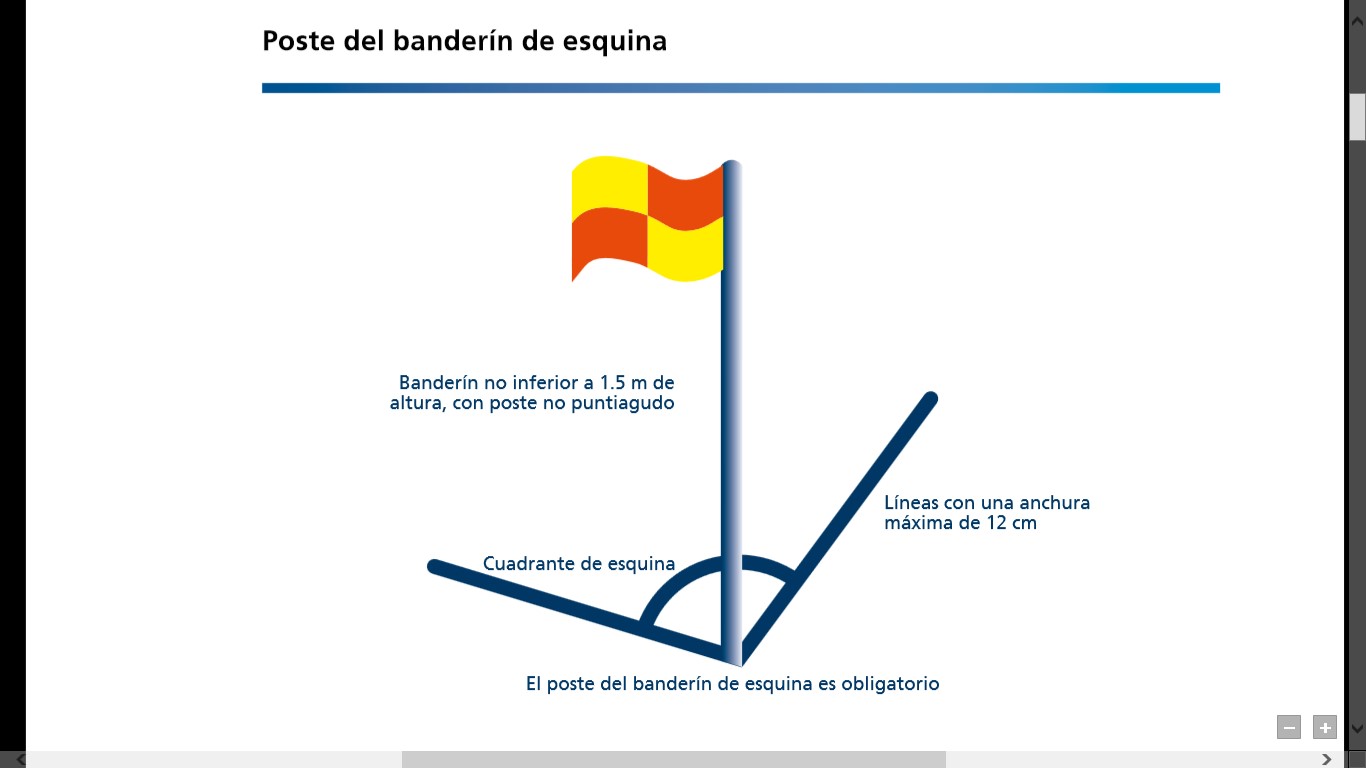 Poste del banderín de esquina
Banderín no inferior a 1.5 m de
altura, con poste no puntiagudo
Líneas con una anchura
máxima de 12 cm
Cuadrante de esquina
El poste del banderín de esquina es obligatorio